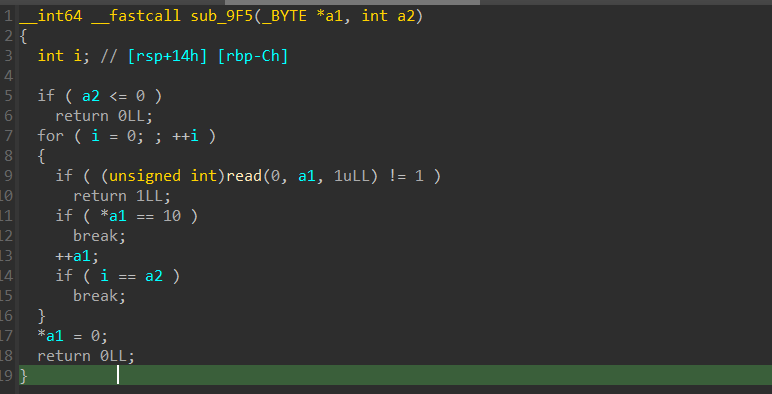 1 __int64 __fastcall sub_9F5(_BYTE *a1, int a2)
2 {
3   int i; // [rsp+14h] [rbp-Ch]
4
5   if ( a2 <= 0 )
6     return 0LL;
7   for ( i = 0; ; ++i )
8   {
9     if ( (unsigned int)read(0, a1, 1uLL) != 1 )
10       return 1LL;
11     if ( *a1 == 10 )
12       break;
13     ++a1;
14     if ( i == a2 )
15       break;
16   }
17   *a1 = 0;
18   return 0LL;
19 }